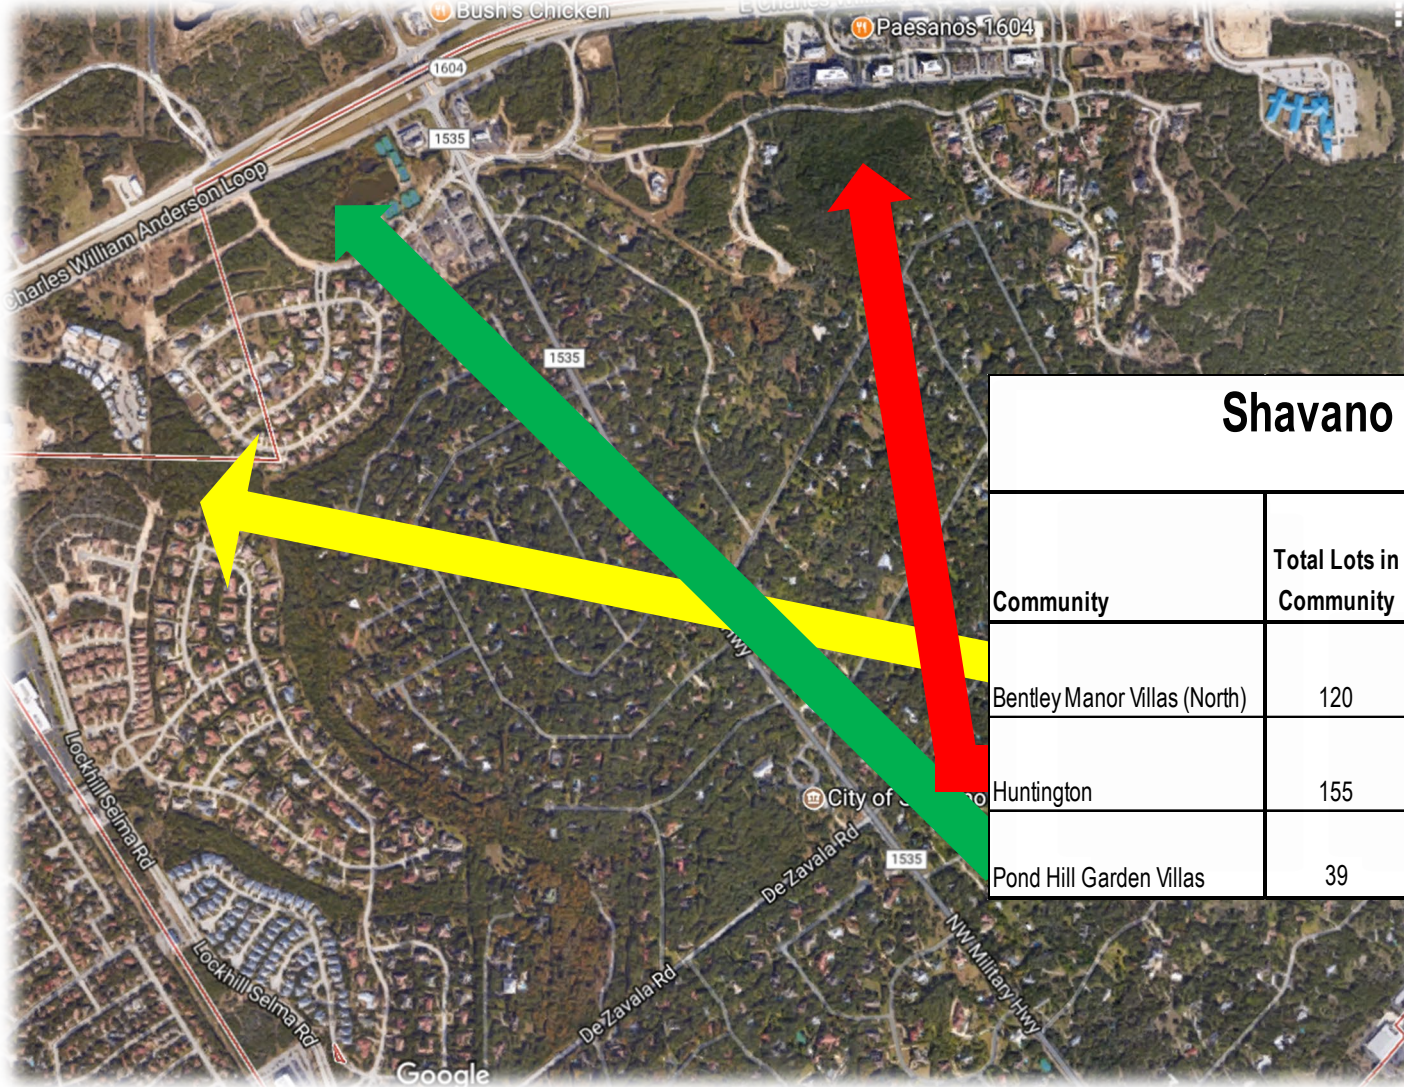 Bush's Chicken
Paesanos 1604
1604
1535
Charles William Anderson Loop
1535
Shavano
Community
Total Lots in
Community
Bentley Manor Villas (North)
120
Hwy
Huntington
155
City of
Pond Hill Garden Villas
39
Lockhill Selma Rd
De Zavala Rd
1535
NW Military Hwy
Lockhill Selma Rd
De Zavala Rd
Google